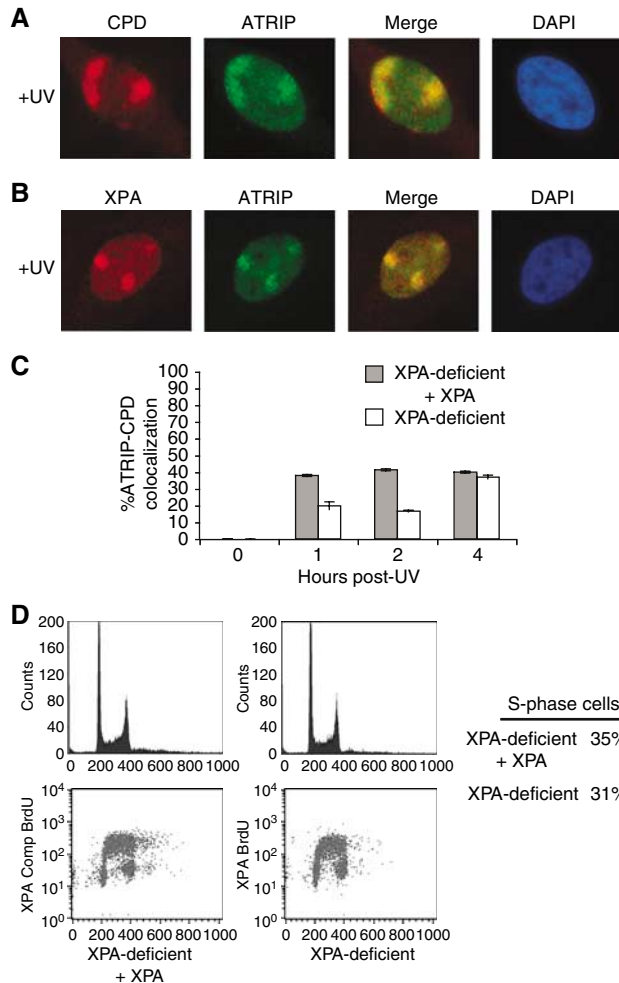 A
CPD ATRIP Merge DAPI
+UV
B
XPA ATRIP Merge DAPI
+UV
C
%ATRIP-CPD
colocalization
100
90
80
70
60
50
40
30
20
10
0
XPA-deficient
+ XPA
XPA-deficient
0 1 2 4
Hours post-UV
D
Counts
200
160
120
80
40
0
0 200 400 600 800 1000
Counts
200
160
120
80
40
0
0 200 400 600 800 1000
S-phase cells
XPA-deficient 35%
+ XPA
XPA-deficient 31%
XPA Comp BrdU
10⁴
10³
10²
10¹
10⁰
0 200 400 600 800 1000
XPA-deficient
+ XPA
XPA BrdU
10⁴
10³
10²
10¹
10⁰
0 200 400 600 800 1000
XPA-deficient